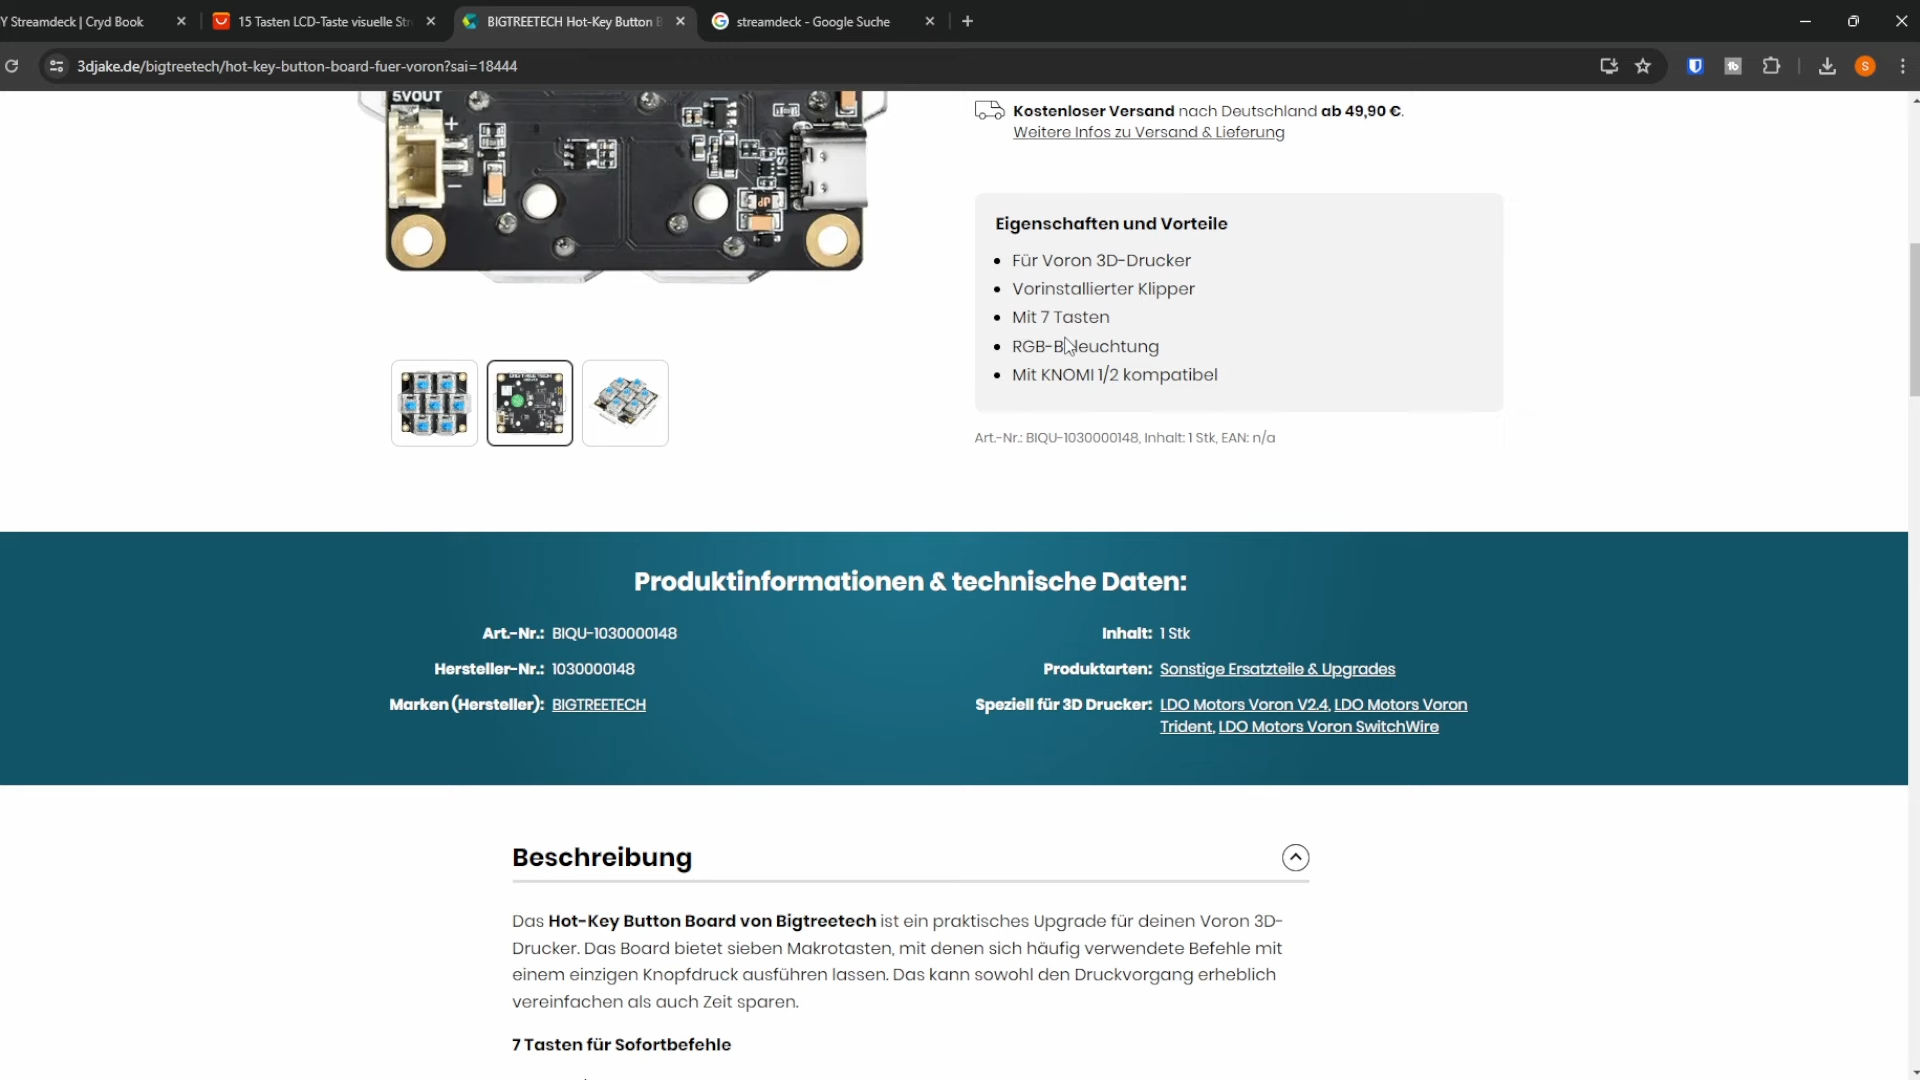 Y Streamdeck | Cryd Book
15 Tasten LCD-Taste visuelle Str
BIGTREETECH Hot-Key Button B
streamdeck - Google Suche
3djake.de/bigtreetech/hot-key-button-board-fuer-voron?sai=18444
S
5VOUT
+
-
USB
Kostenloser Versand nach Deutschland ab 49,90 €.
Weitere Infos zu Versand & Lieferung
Eigenschaften und Vorteile
• Für Voron 3D-Drucker
• Vorinstallierter Klipper
• Mit 7 Tasten
• RGB-Beleuchtung
• Mit KNOMI 1/2 kompatibel
Art.-Nr.: BIQU-1030000148, Inhalt: 1 Stk, EAN: n/a
Produktinformationen & technische Daten:
Art.-Nr.: BIQU-1030000148
Hersteller-Nr.: 1030000148
Marken (Hersteller): BIGTREETECH
Inhalt: 1 Stk
Produktarten: Sonstige Ersatzteile & Upgrades
Speziell für 3D Drucker: LDO Motors Voron V2.4, LDO Motors Voron
Trident, LDO Motors Voron SwitchWire
Beschreibung
Das Hot-Key Button Board von Bigtreetech ist ein praktisches Upgrade für deinen Voron 3D-
Drucker. Das Board bietet sieben Makrotasten, mit denen sich häufig verwendete Befehle mit
einem einzigen Knopfdruck ausführen lassen. Das kann sowohl den Druckvorgang erheblich
vereinfachen als auch Zeit sparen.
7 Tasten für Sofortbefehle